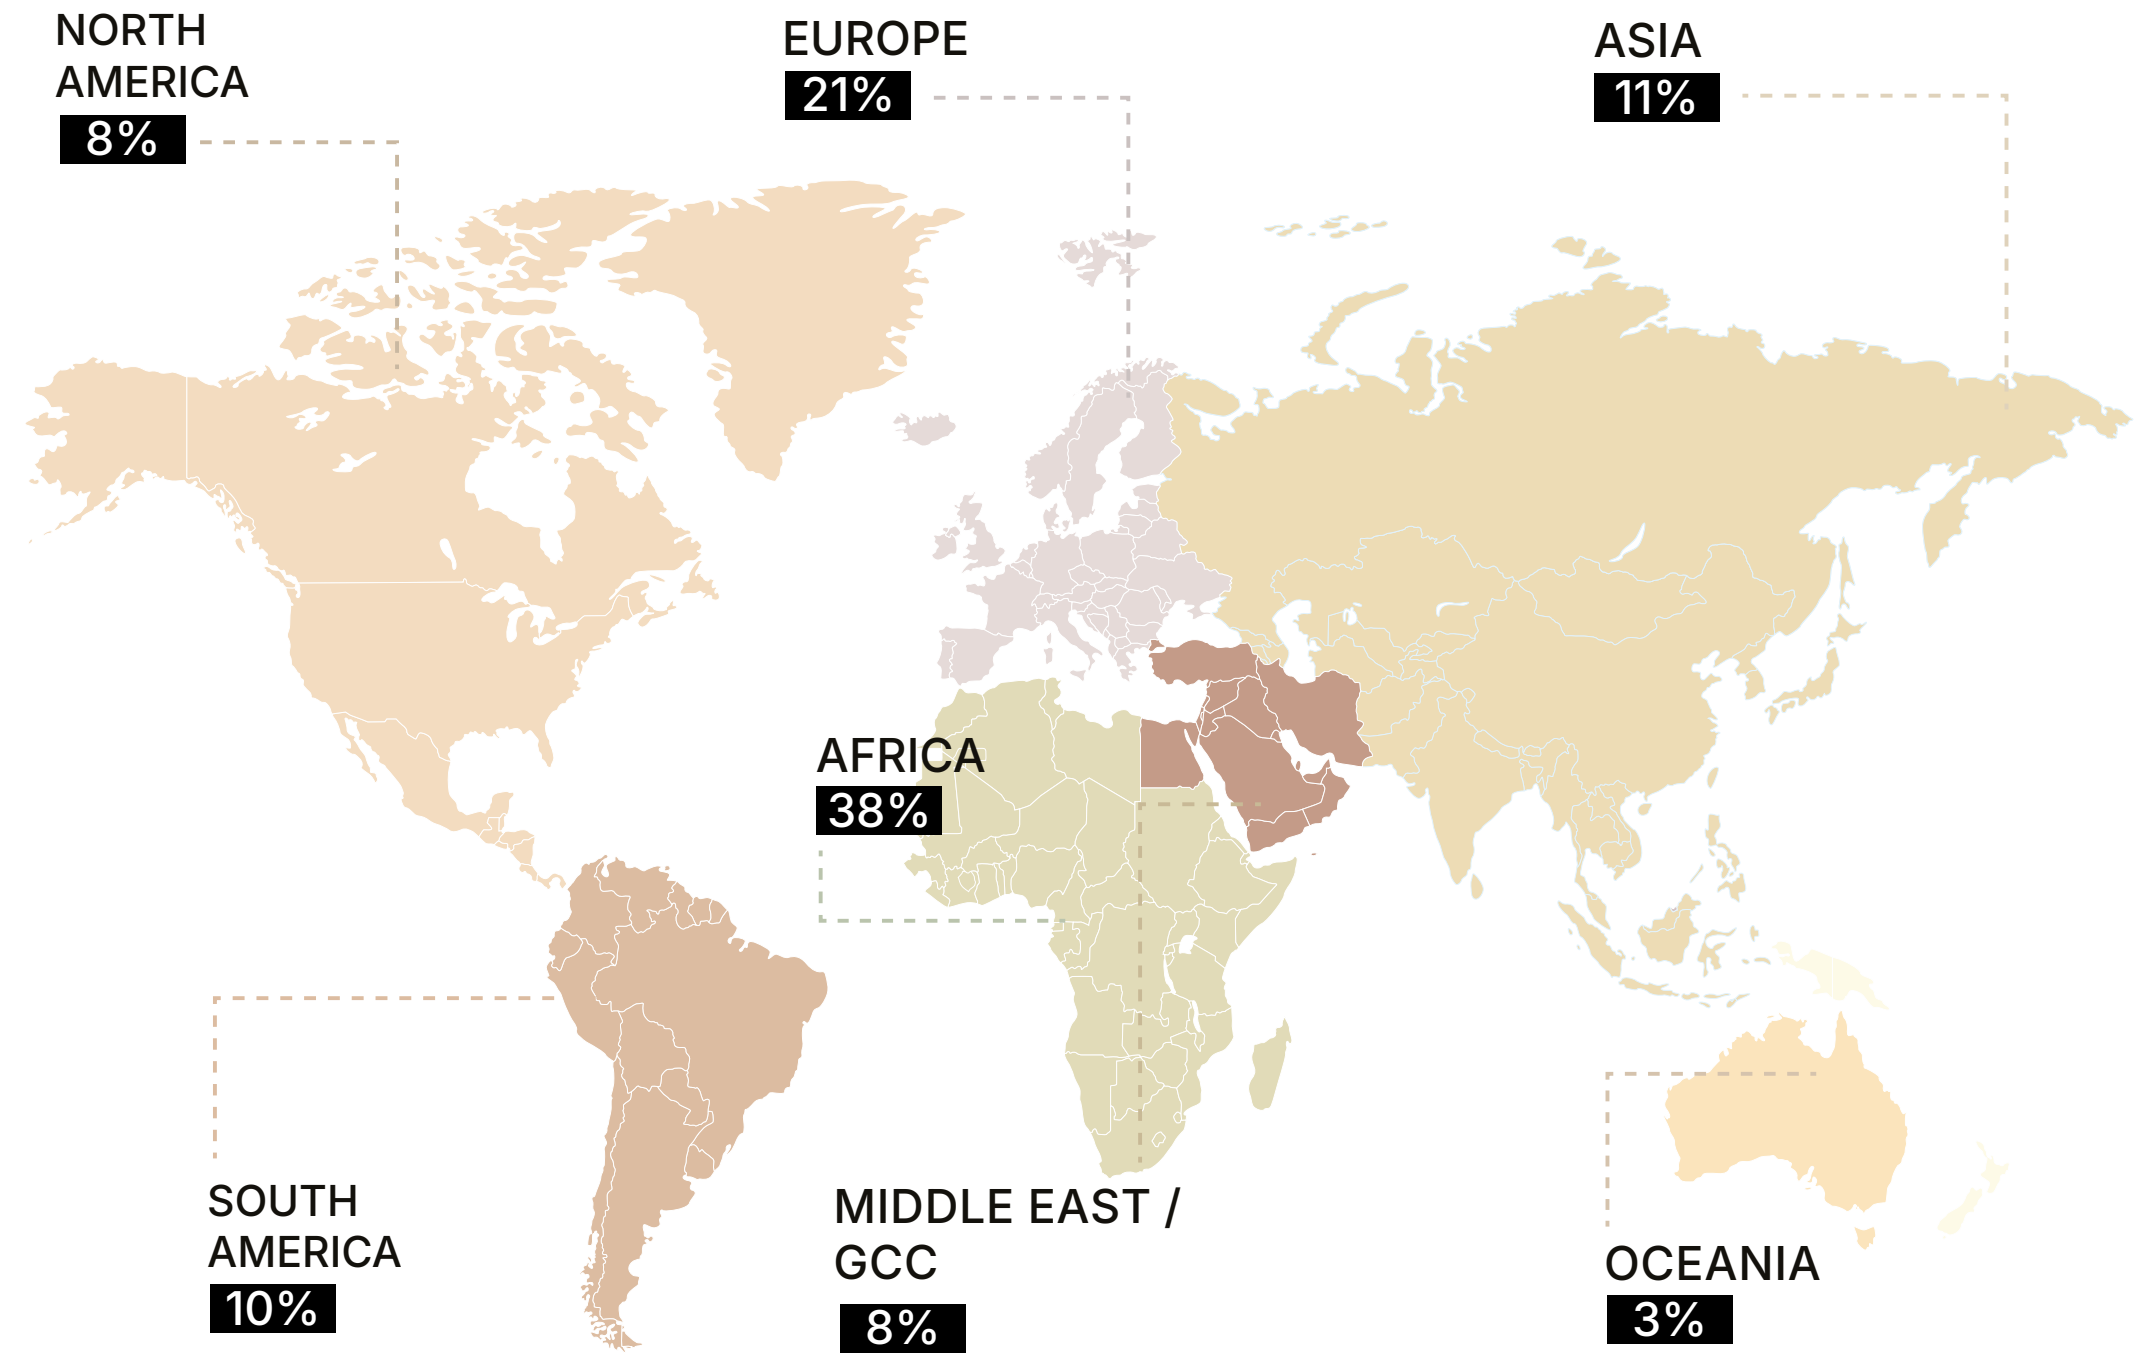 NORTH
AMERICA
8%
EUROPE
21%
ASIA
11%
AFRICA
38%
SOUTH
AMERICA
10%
MIDDLE EAST /
GCC
8%
OCEANIA
3%